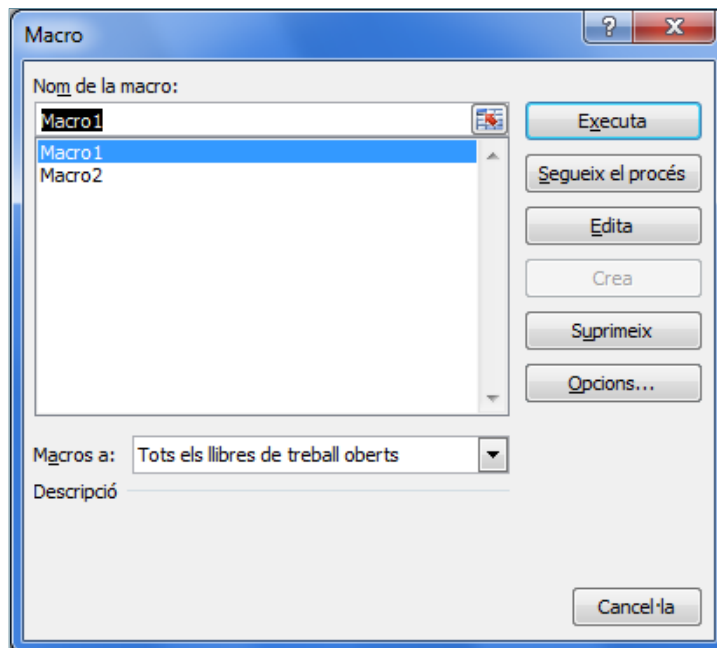 Macro
Nom de la macro:
Macro1
Macro1
Macro2
Executa
Segueix el procés
Edita
Crea
Suprimeix
Opcions...
Macros a:
Tots els llibres de treball oberts
Descripció
Cancel·la